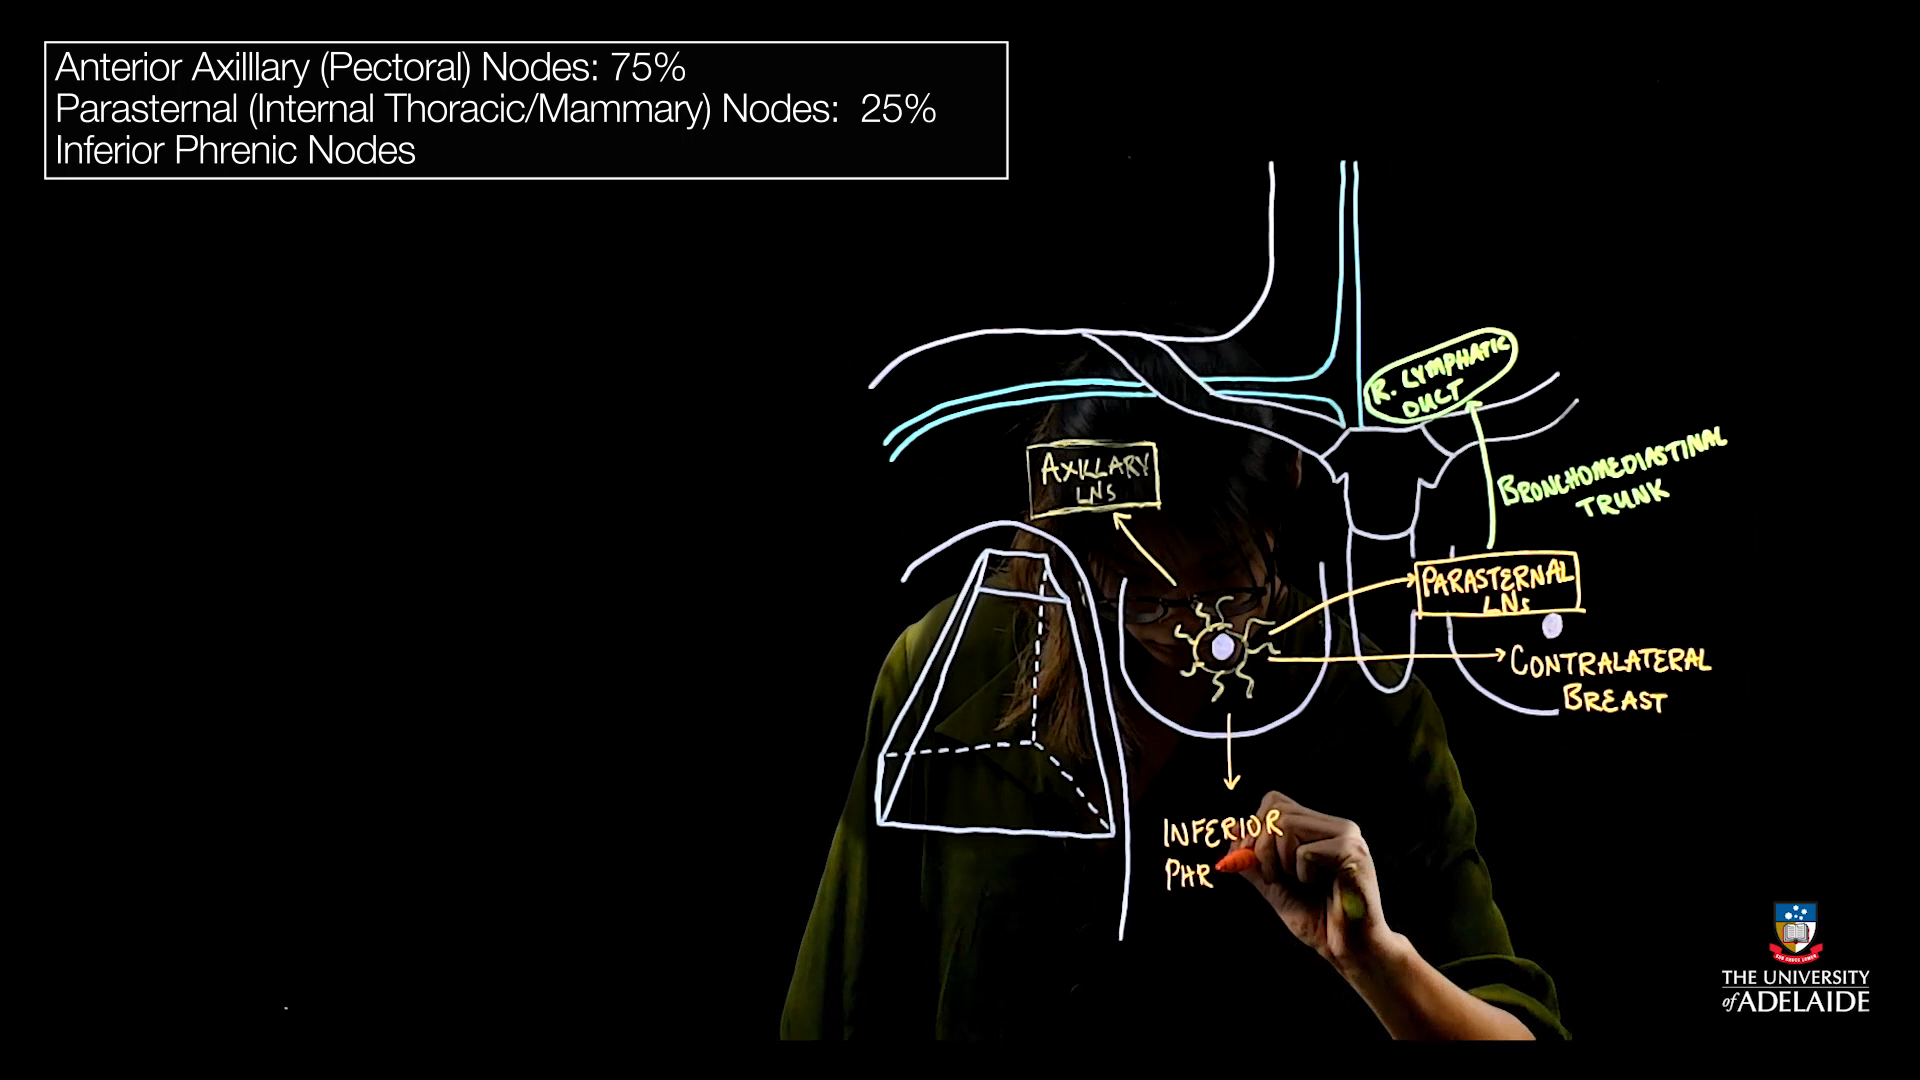 Anterior Axilllary (Pectoral) Nodes: 75%
Parasternal (Internal Thoracic/Mammary) Nodes: 25%
Inferior Phrenic Nodes
R. LYMPHATIC
DUCT
AXILLARY
LNs
BRONCHOMEDIASTINAL
TRUNK
PARASTERNAL
LNs
CONTRALATERAL
BREAST
INFERIOR
PHR
THE UNIVERSITY
of ADELAIDE